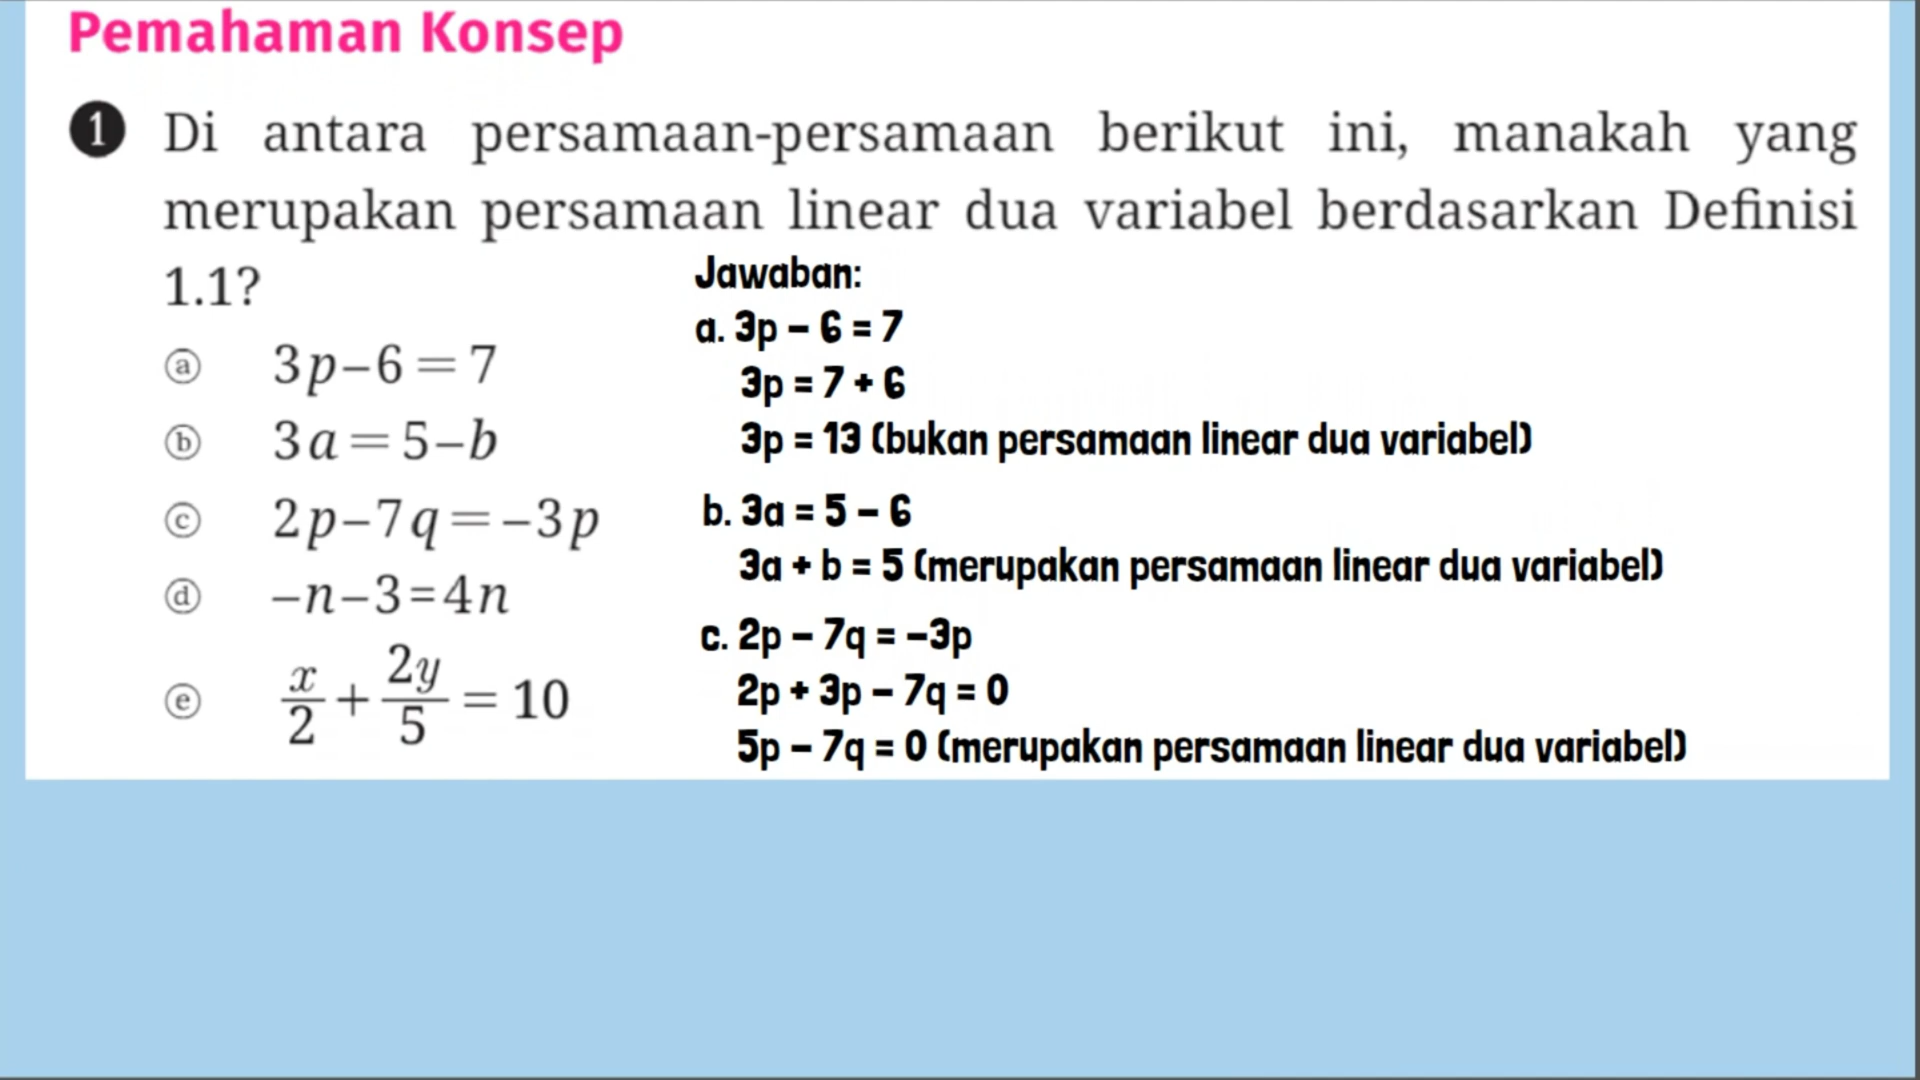 Pemahaman Konsep
1 Di antara persamaan-persamaan berikut ini, manakah yang
merupakan persamaan linear dua variabel berdasarkan Definisi
1.1?
ⓐ 3p–6=7
ⓑ 3a=5–b
ⓒ 2p–7q=–3p
ⓓ –n–3=4n
ⓔ x/2 + 2y/5 = 10
Jawaban:
a. 3p – 6 = 7
3p = 7 + 6
3p = 13 (bukan persamaan linear dua variabel)
b. 3a = 5 – 6
3a + b = 5 (merupakan persamaan linear dua variabel)
c. 2p – 7q = –3p
2p + 3p – 7q = 0
5p – 7q = 0 (merupakan persamaan linear dua variabel)